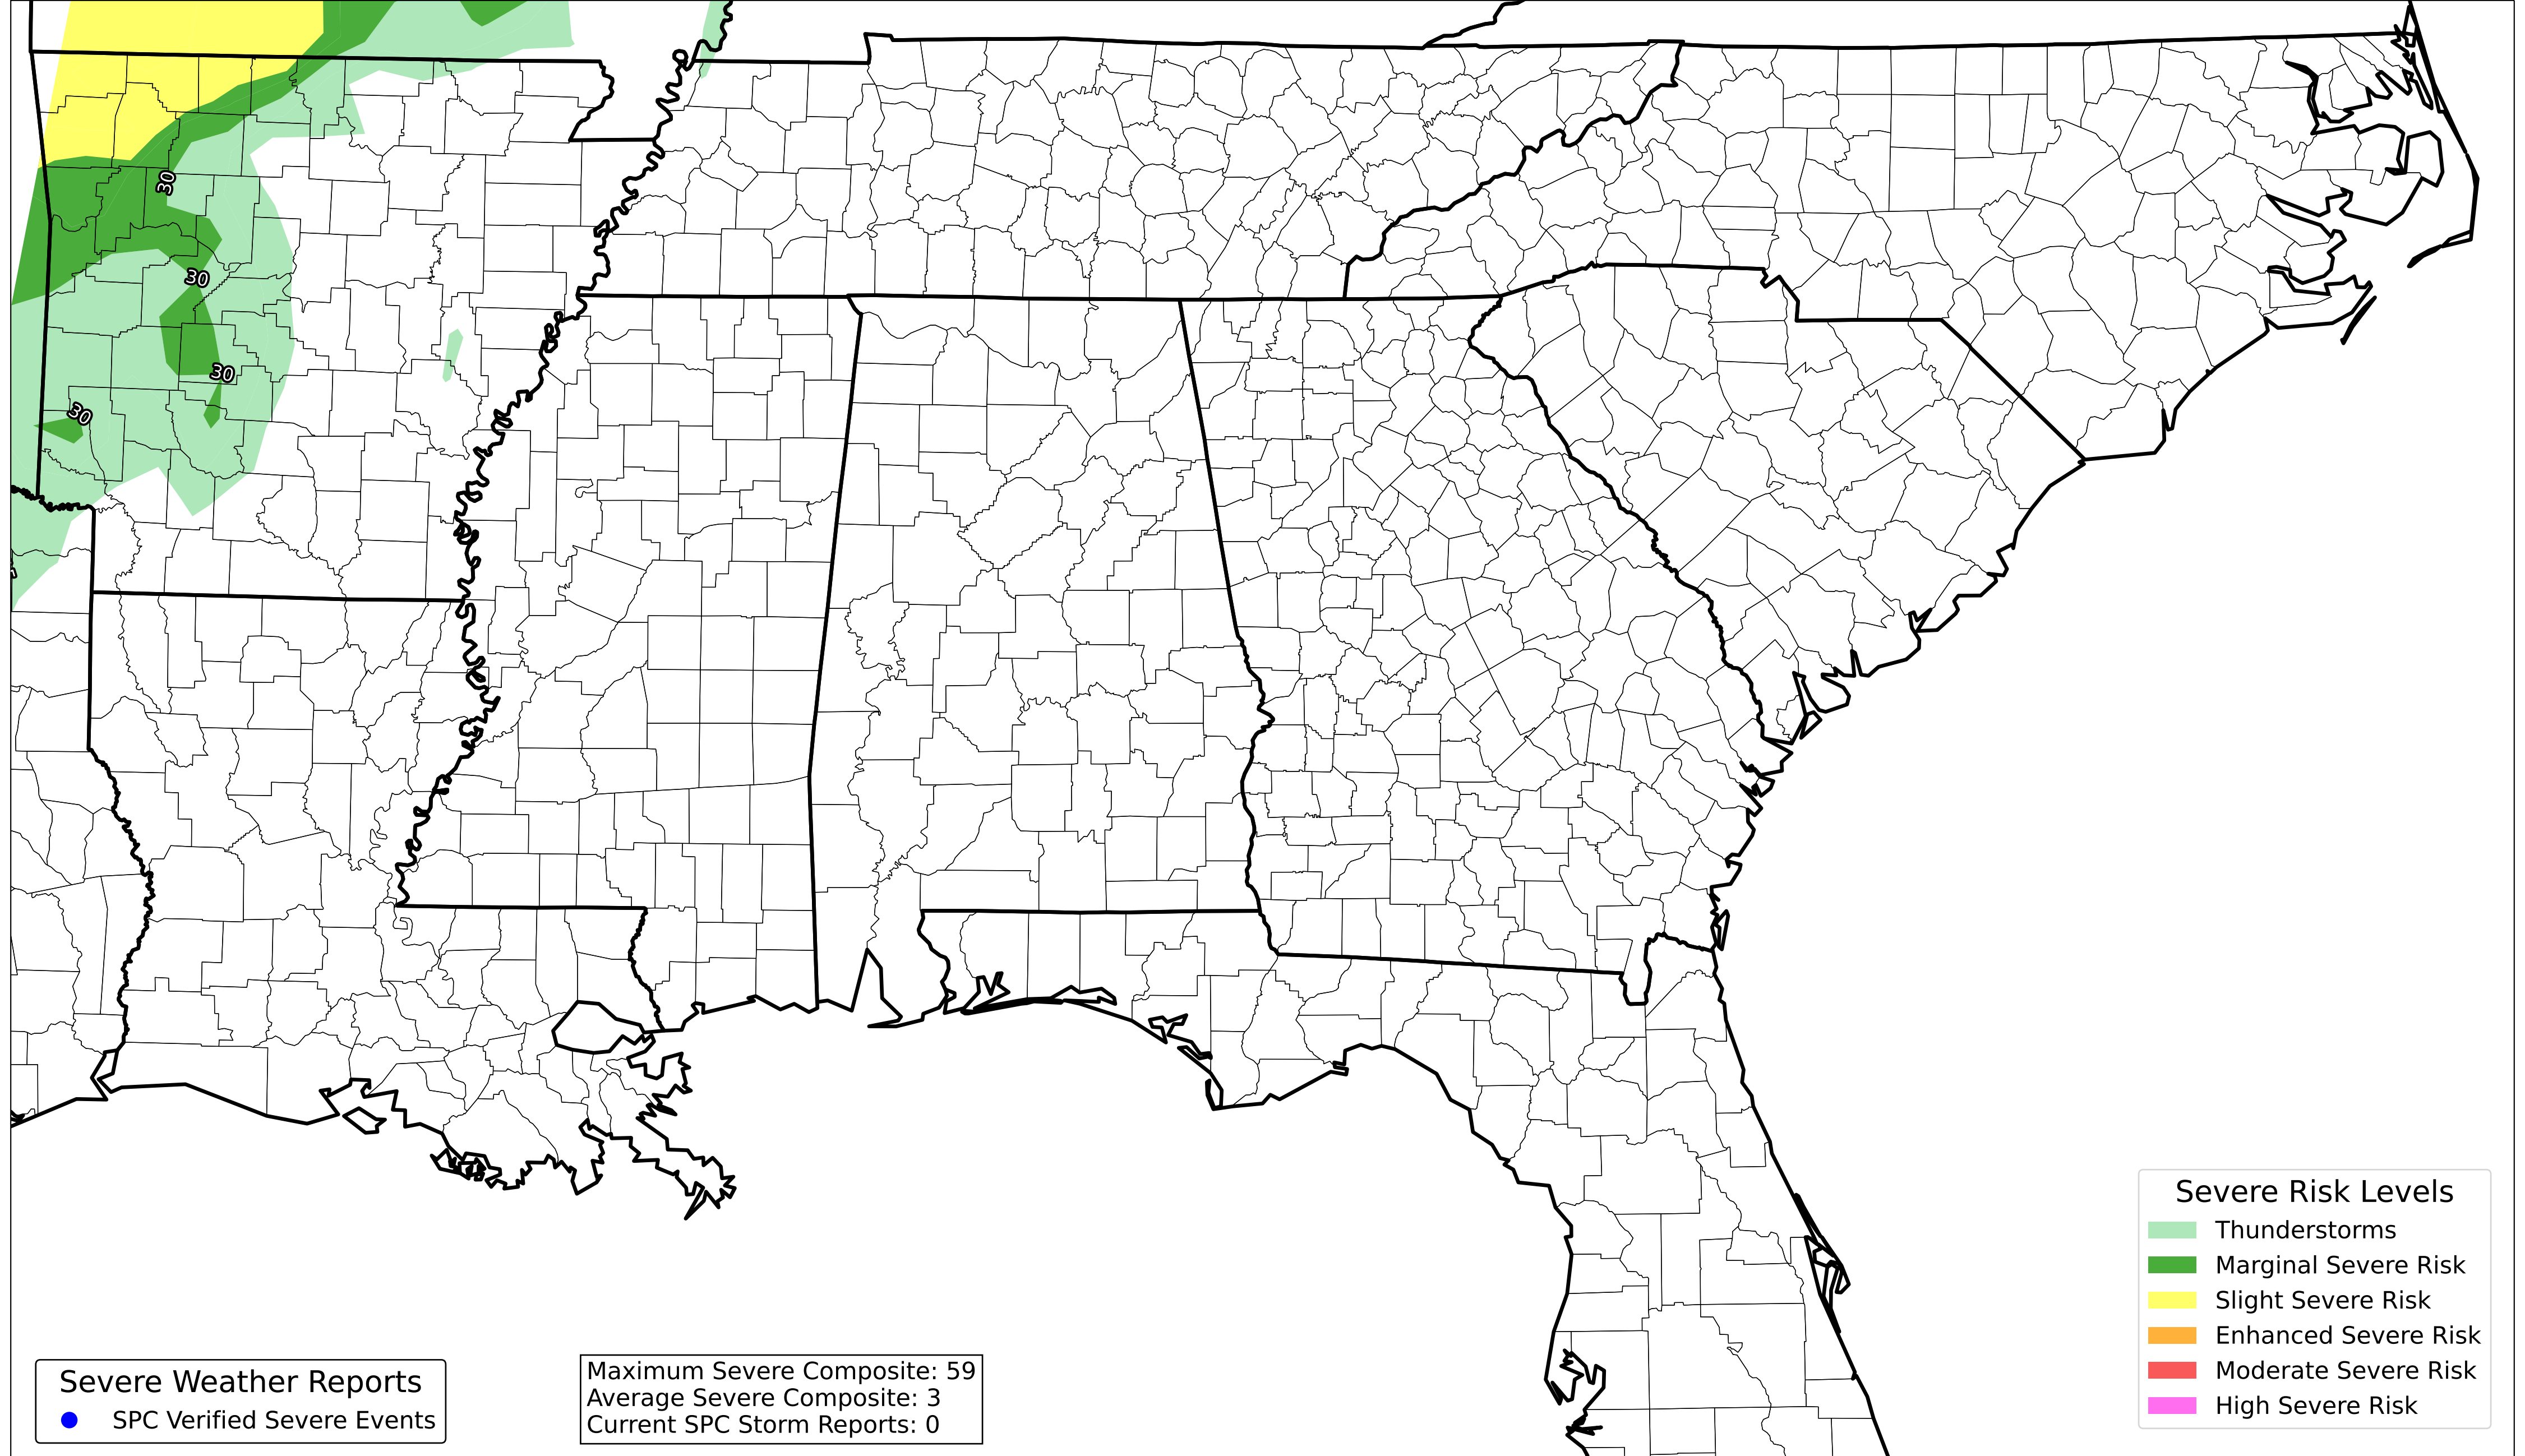 30
30
30
30
Severe Risk Levels
Thunderstorms
Marginal Severe Risk
Slight Severe Risk
Enhanced Severe Risk
Moderate Severe Risk
High Severe Risk
Severe Weather Reports
SPC Verified Severe Events
Maximum Severe Composite: 59
Average Severe Composite: 3
Current SPC Storm Reports: 0